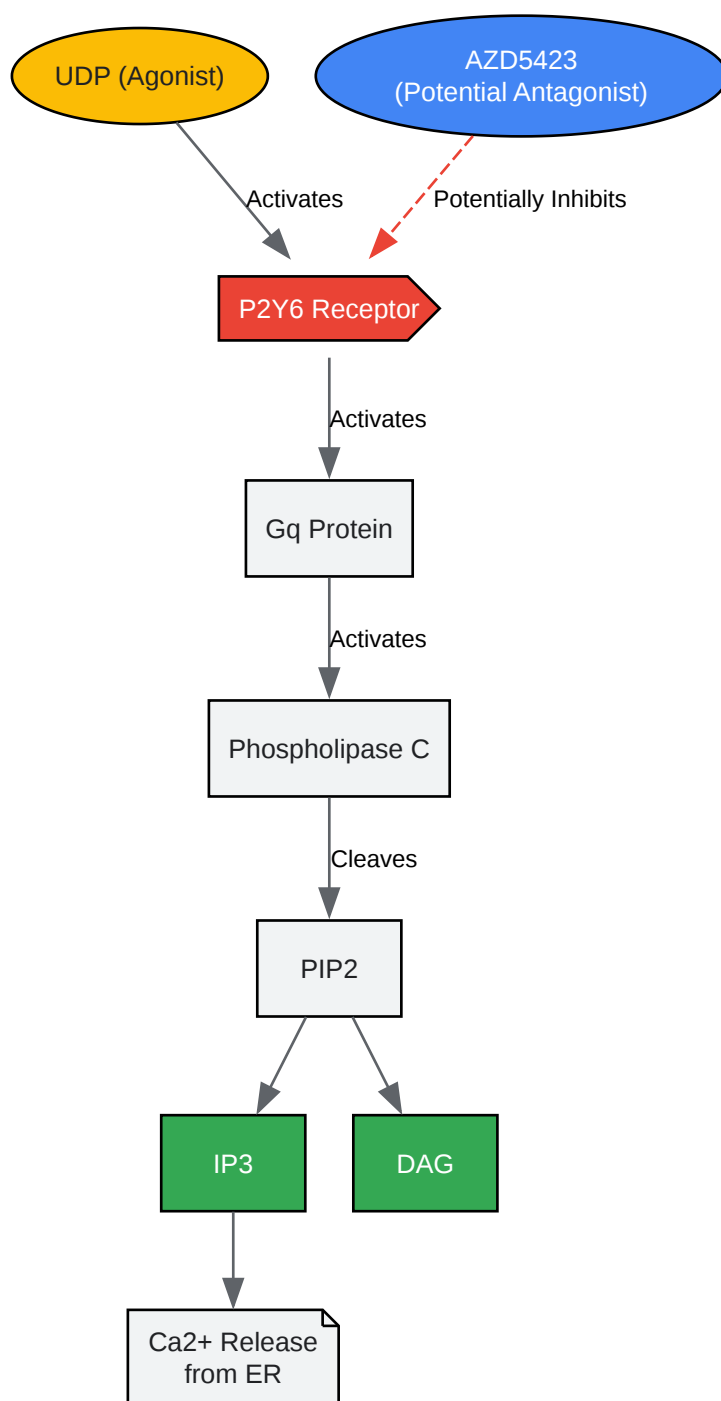 UDP (Agonist)
AZD5423
(Potential Antagonist)
Activates
Potentially Inhibits
P2Y6 Receptor
Activates
Gq Protein
Activates
Phospholipase C
Cleaves
PIP2
IP3
DAG
Ca2+ Release
from ER